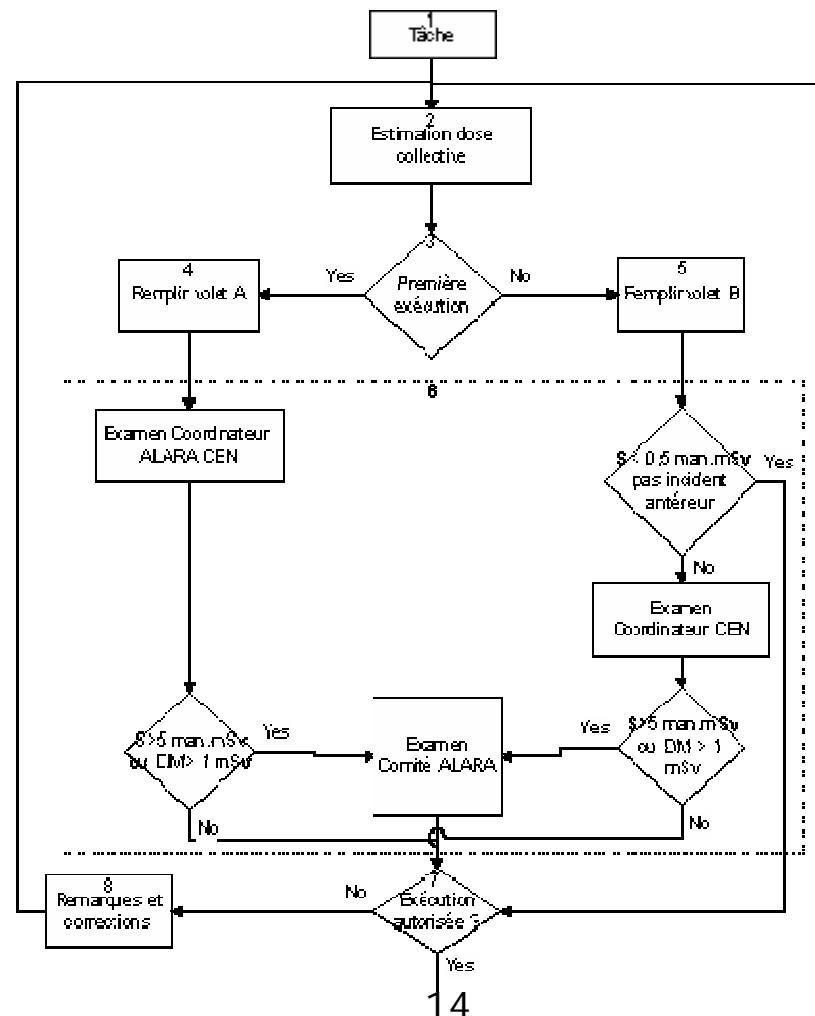 1
Tâche
2
Estimation dose
collective
3
Première
exécution
Yes
No
4
Remplir volet A
5
Remplir volet B
6
Examen Coordinateur
ALARA CEN
S < 0,5 man.mSv
pas incident
antéreur
Yes
No
Examen
Coordinateur CEN
S >5 man.mSv
ou DM > 1 mSv
Yes
No
Examen
Comité ALARA
S >5 man.mSv
ou DM > 1
mSv
Yes
No
7
Exécution
autorisée ?
No
Yes
8
Remarques et
corrections
14